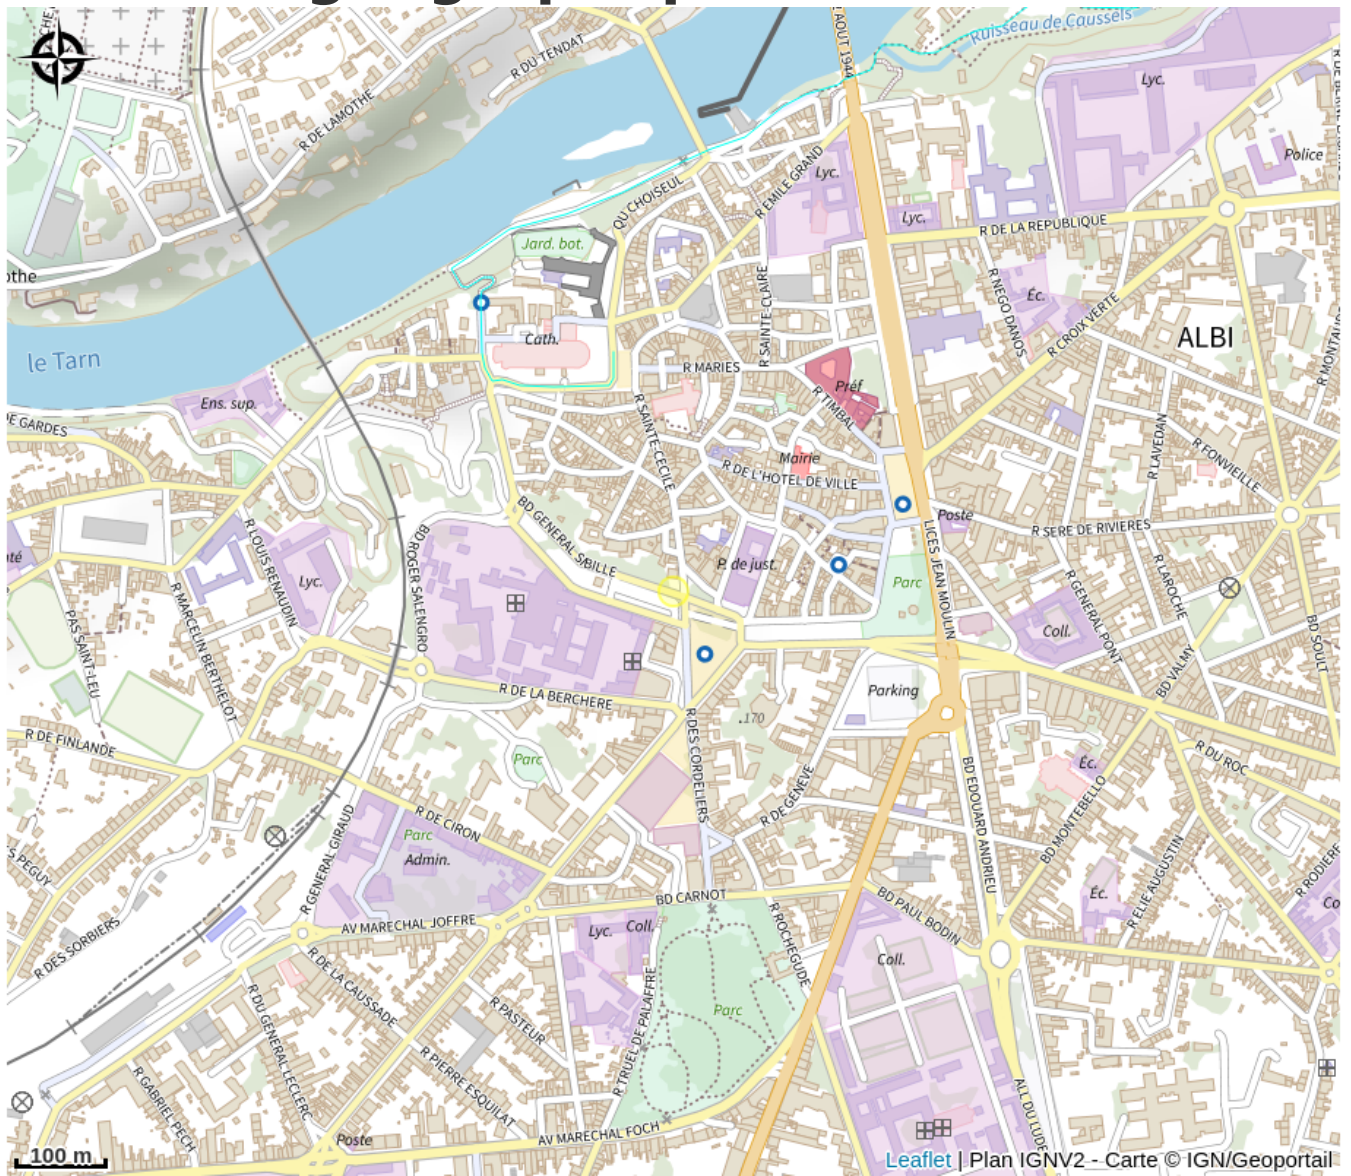 R DU TENDAT
AOUT 1944
Ruisseau de Caussels
R DE LAMOTHE
Lyc.
Police
QU CHOISEUL
R EMILE GRAND
Lyc.
Lyc.
R DE LA REPUBLIQUE
Jard. bot.
othe
R NEGO DANOS
Éc.
R CROIX VERTE
ALBI
R SAINTE-CLAIRE
le Tarn
Cath.
R MARIES
Préf
R TIMBAL
Ens. sup.
DE GARDES
R SAINTE-CECILE
Mairie
R DE L'HOTEL DE VILLE
R LAVEDAN
R FONVIEILLE
BD GENERAL SIBILLE
Poste
R SERE DE RIVIERES
LICES JEAN MOULIN
BD ROGER SALENGRO
R LOUIS RENAUDIN
Lyc.
P. de just.
Parc
té
R MARCELIN BERTHELOT
PAS SAINT-LEU
Coll.
R GENERAL PONT
R LAROCHE
BD VALMY
BD SOULT
R DE LA BERCHERE
Parking
.170
R DE FINLANDE
Parc
R DES CORDELIERS
R DE GENEVE
Éc.
R DU ROC
BD EDOUARD ANDRIEU
BD MONTEBELLO
R DE CIRON
Parc
Admin.
R GENERAL GIRAUD
S PEGUY
R DES SORBIERS
AV MARECHAL JOFFRE
BD CARNOT
BD PAUL BODIN
Éc.
R ELIE AUGUSTIN
R RODIERE
Co
Lyc.
Coll.
R ROCHEGUDE
Coll.
R DE LA CAUSSADE
R PASTEUR
R DU GENERAL LECLERC
R TRUEL DE PALAFFRE
Parc
R PIERRE ESQUILAT
R GABRIEL PECH
Poste
AV MARECHAL FOCH
ALL DU LUDE
100 m
Leaflet | Plan IGNV2 - Carte © IGN/Geoportail